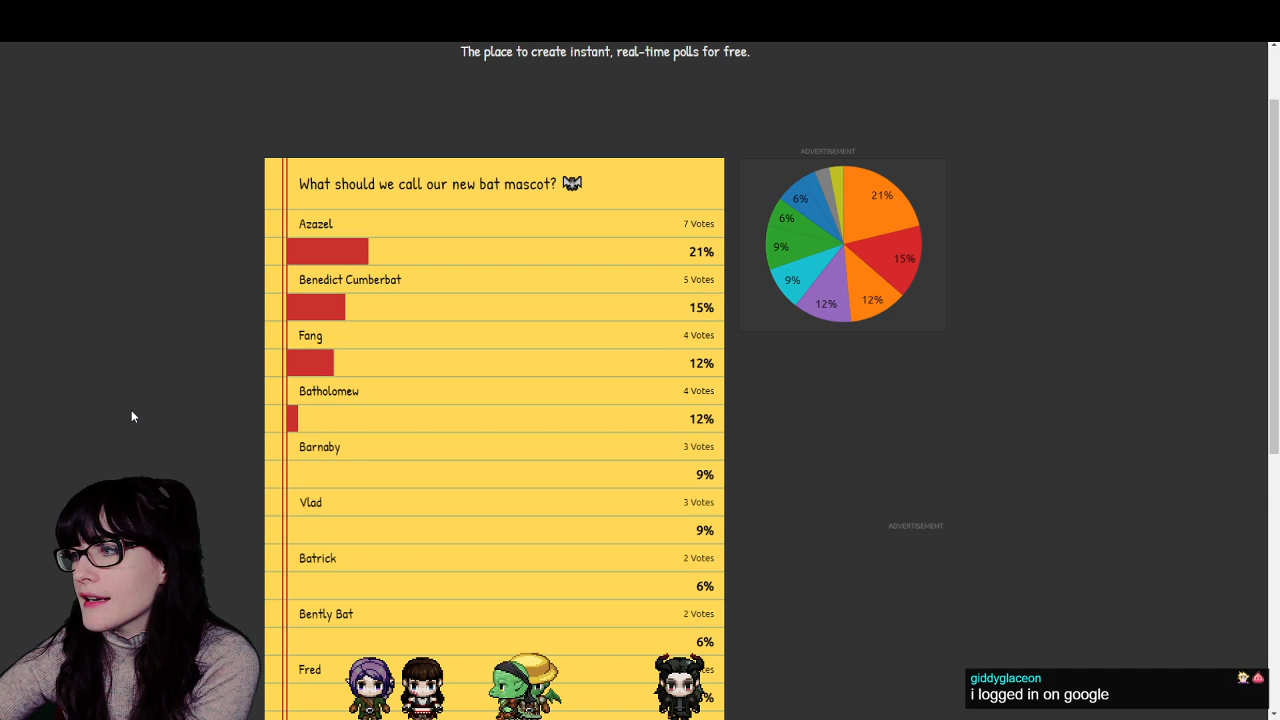 The place to create instant, real-time polls for free.
ADVERTISEMENT
What should we call our new bat mascot?
Azazel 7 Votes
21%
Benedict Cumberbat 5 Votes
15%
Fang 4 Votes
12%
Batholomew 4 Votes
12%
Barnaby 3 Votes
9%
Vlad 3 Votes
9%
Batrick 2 Votes
6%
Bently Bat 2 Votes
6%
Fred
21%
15%
12%
12%
9%
9%
6%
6%
ADVERTISEMENT
giddyglaceon
i logged in on google